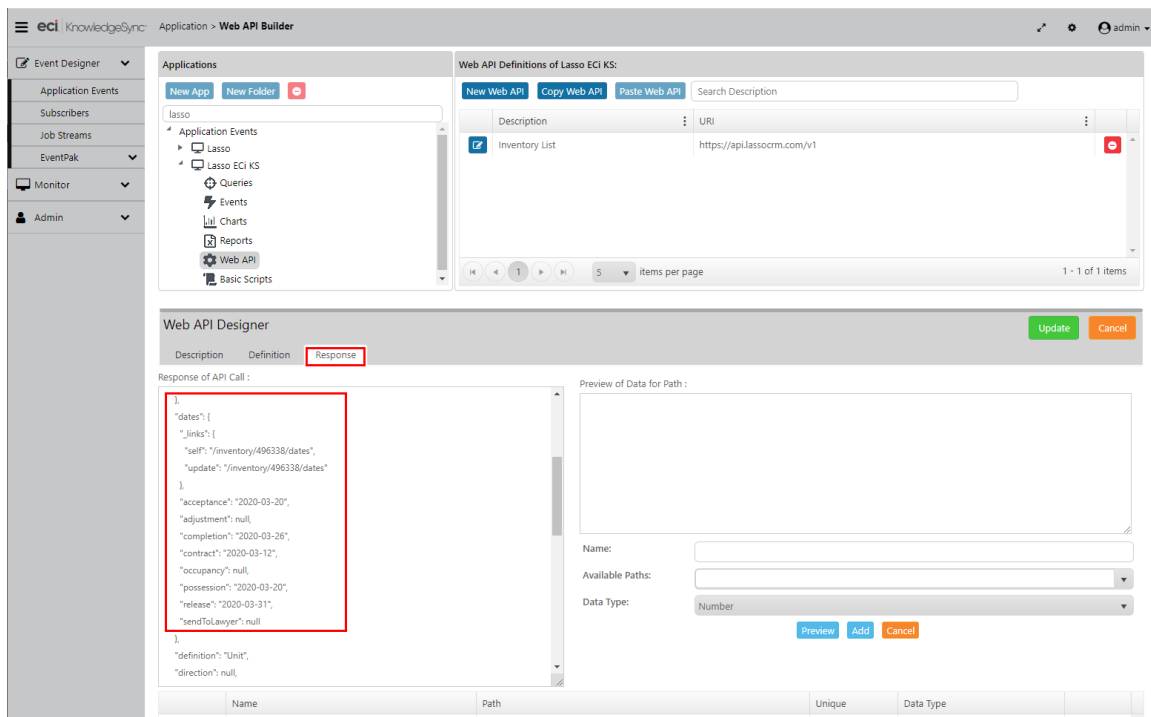 eci KnowledgeSync
Application > Web API Builder
admin
Event Designer
Application Events
Subscribers
Job Streams
EventPak
Monitor
Admin
Applications
New App
New Folder
lasso
Application Events
Lasso
Lasso ECi KS
Queries
Events
Charts
Reports
Web API
Basic Scripts
Web API Definitions of Lasso ECi KS:
New Web API
Copy Web API
Paste Web API
Search Description
Description
URI
Inventory List
https://api.lassocrm.com/v1
1
5
items per page
1 - 1 of 1 items
Web API Designer
Update
Cancel
Description
Definition
Response
Response of API Call :
},
"dates": {
"_links": {
"self": "/inventory/496338/dates",
"update": "/inventory/496338/dates"
},
"acceptance": "2020-03-20",
"adjustment": null,
"completion": "2020-03-26",
"contract": "2020-03-12",
"occupancy": null,
"possession": "2020-03-20",
"release": "2020-03-31",
"sendToLawyer": null
},
"definition": "Unit",
"direction": null,
Preview of Data for Path :
Name:
Available Paths:
Data Type:
Number
Preview
Add
Cancel
Name
Path
Unique
Data Type